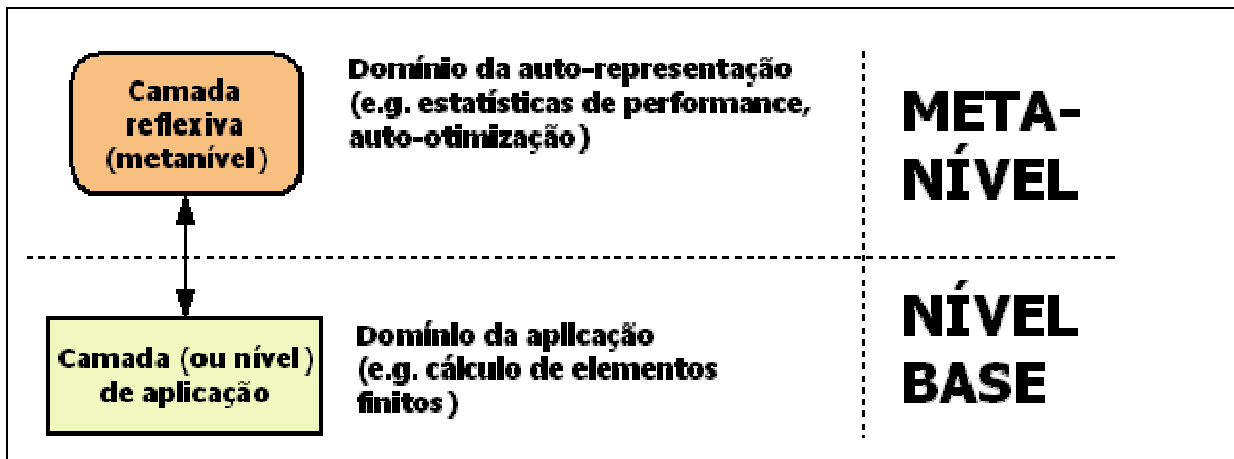 Camada
reflexiva
(metanível)
Domínio da auto-representação
(e.g. estatísticas de performance,
auto-otimização)
META-
NÍVEL
Camada (ou nível)
de aplicação
Domínio da aplicação
(e.g. cálculo de elementos
finitos)
NÍVEL
BASE